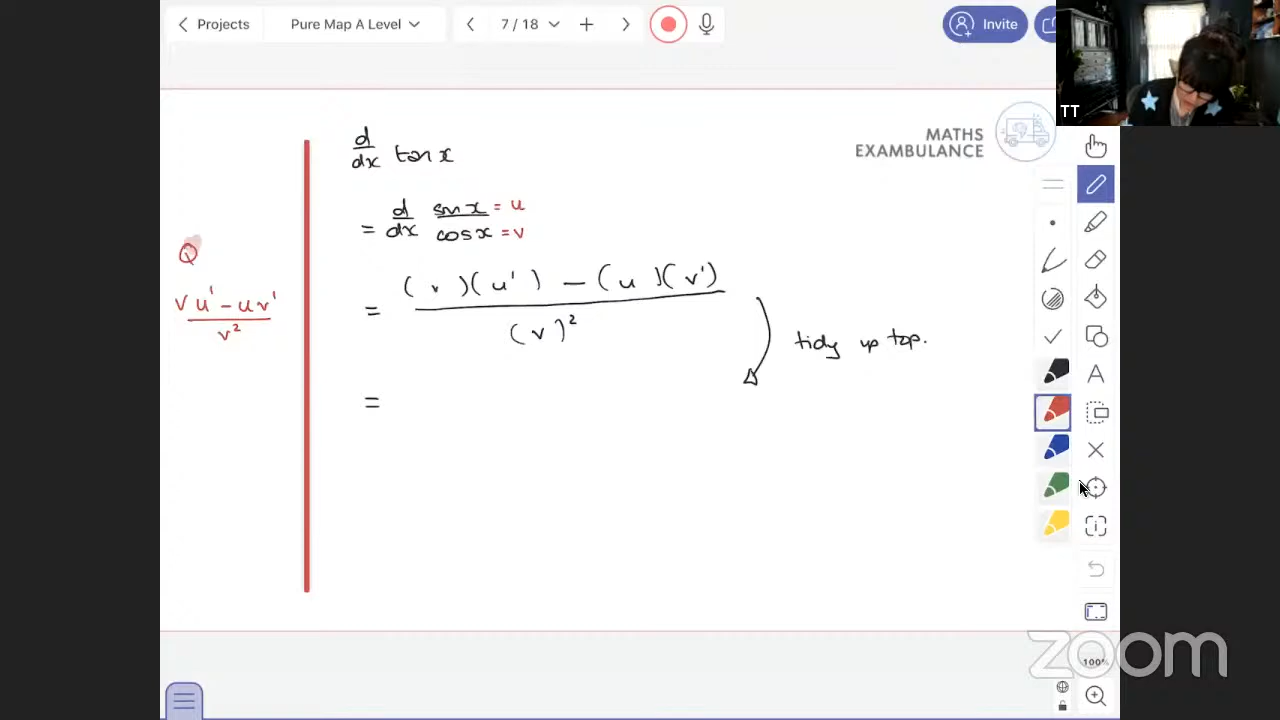 Projects
Pure Map A Level
7 / 18
Invite
TT
MATHS
EXAMBULANCE
d/dx tan x
= d/dx sin x = u
cos x = v
Q
vu' - uv'
v²
= (v)(u') - (u)(v')
(v)²
tidy up top.
=
A
zoom
100%